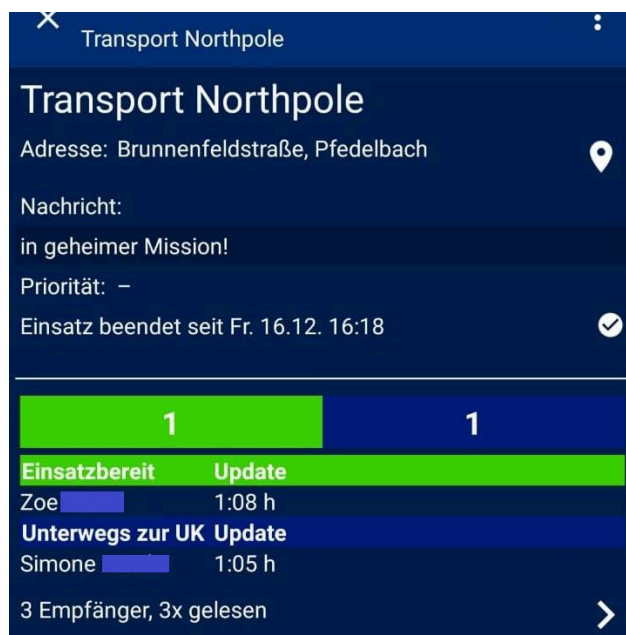 Transport Northpole
Transport Northpole
Adresse: Brunnenfeldstraße, Pfedelbach
Nachricht:
in geheimer Mission!
Priorität: –
Einsatz beendet seit Fr. 16.12. 16:18
1 1
Einsatzbereit Update
Zoe 1:08 h
Unterwegs zur UK Update
Simone 1:05 h
3 Empfänger, 3x gelesen